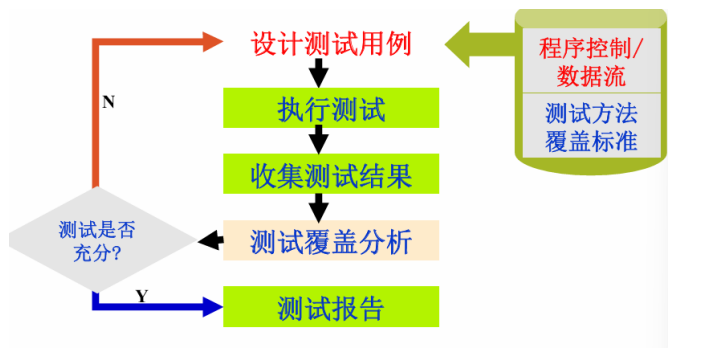 设计测试用例
程序控制/
数据流
测试方法
覆盖标准
N
执行测试
收集测试结果
测试覆盖分析
测试是否
充分?
Y
测试报告